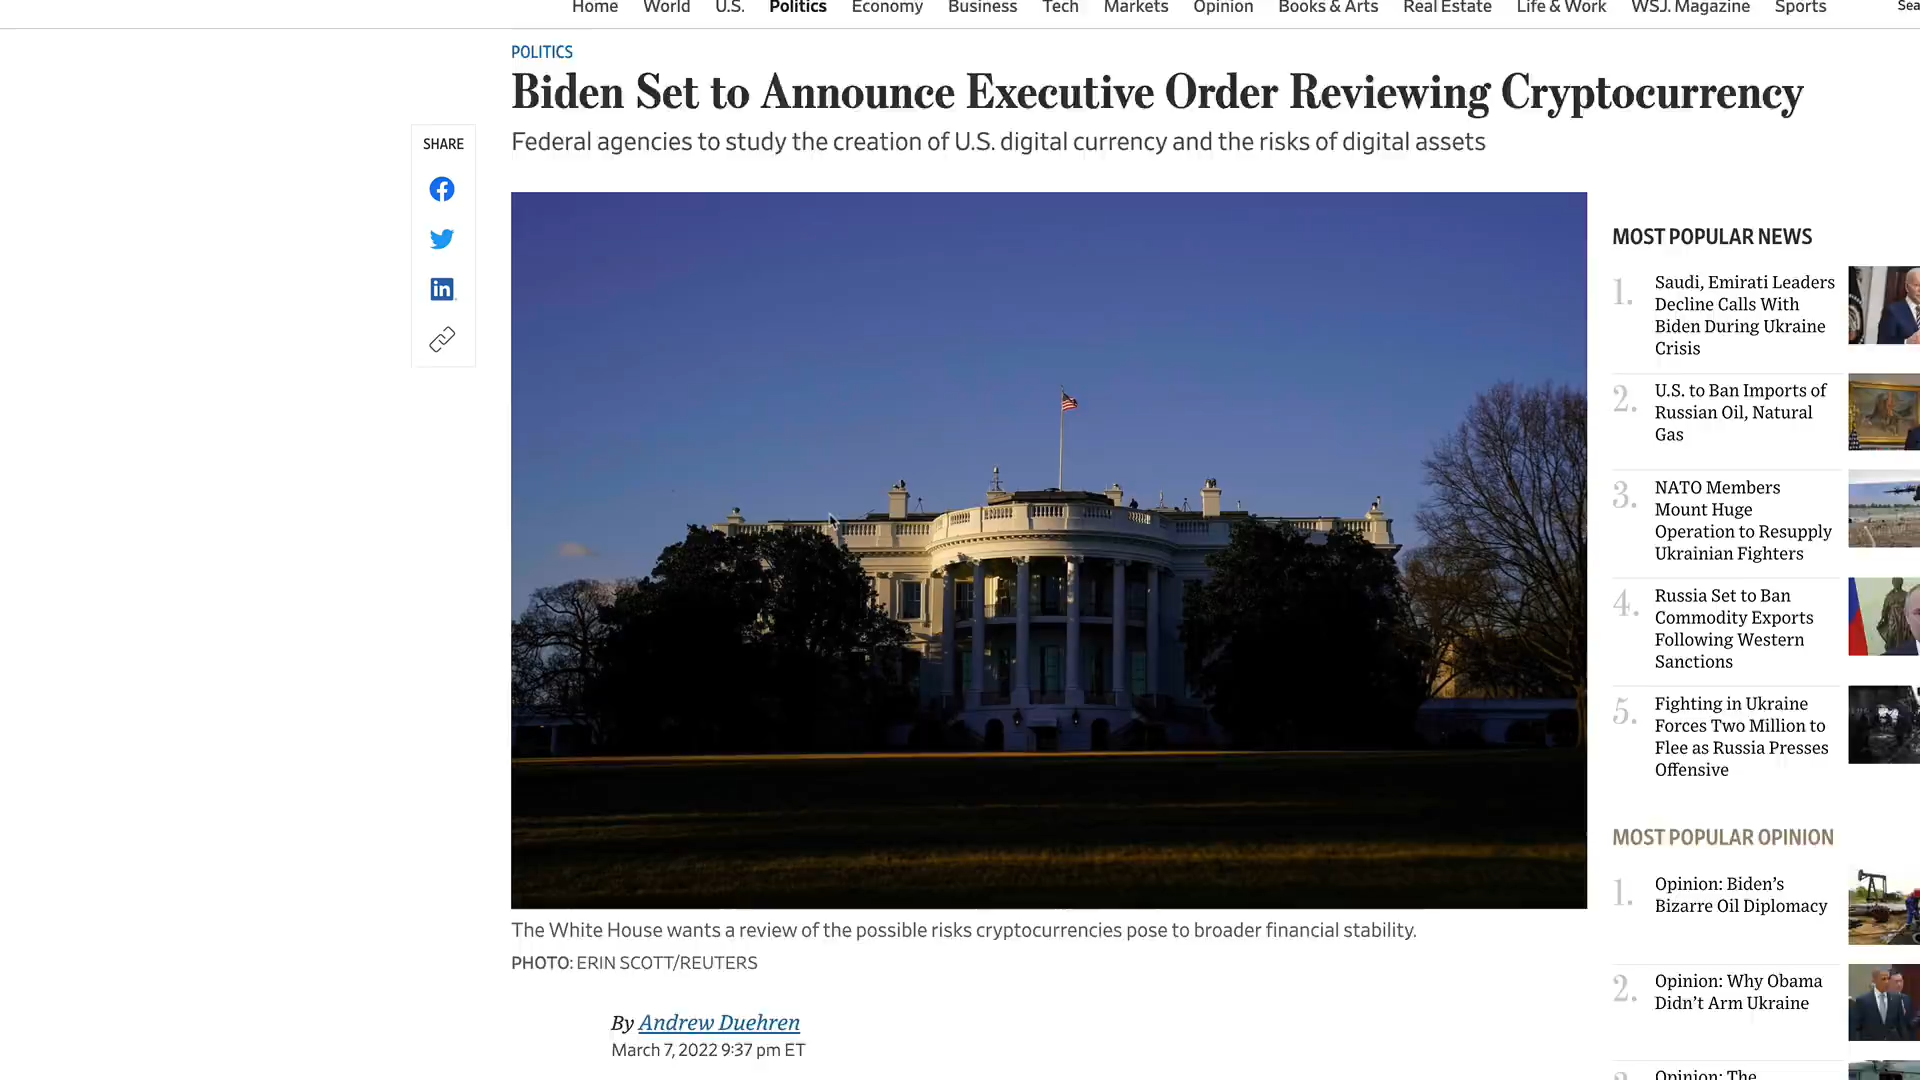 Home World U.S. Politics Economy Business Tech Markets Opinion Books & Arts Real Estate Life & Work WSJ. Magazine Sports
POLITICS
Biden Set to Announce Executive Order Reviewing Cryptocurrency
Federal agencies to study the creation of U.S. digital currency and the risks of digital assets
SHARE
in
The White House wants a review of the possible risks cryptocurrencies pose to broader financial stability.
PHOTO: ERIN SCOTT/REUTERS
By Andrew Duehren
March 7, 2022 9:37 pm ET
MOST POPULAR NEWS
1. Saudi, Emirati Leaders
Decline Calls With
Biden During Ukraine
Crisis
2. U.S. to Ban Imports of
Russian Oil, Natural
Gas
3. NATO Members
Mount Huge
Operation to Resupply
Ukrainian Fighters
4. Russia Set to Ban
Commodity Exports
Following Western
Sanctions
5. Fighting in Ukraine
Forces Two Million to
Flee as Russia Presses
Offensive
MOST POPULAR OPINION
1. Opinion: Biden's
Bizarre Oil Diplomacy
2. Opinion: Why Obama
Didn't Arm Ukraine
Opinion: The